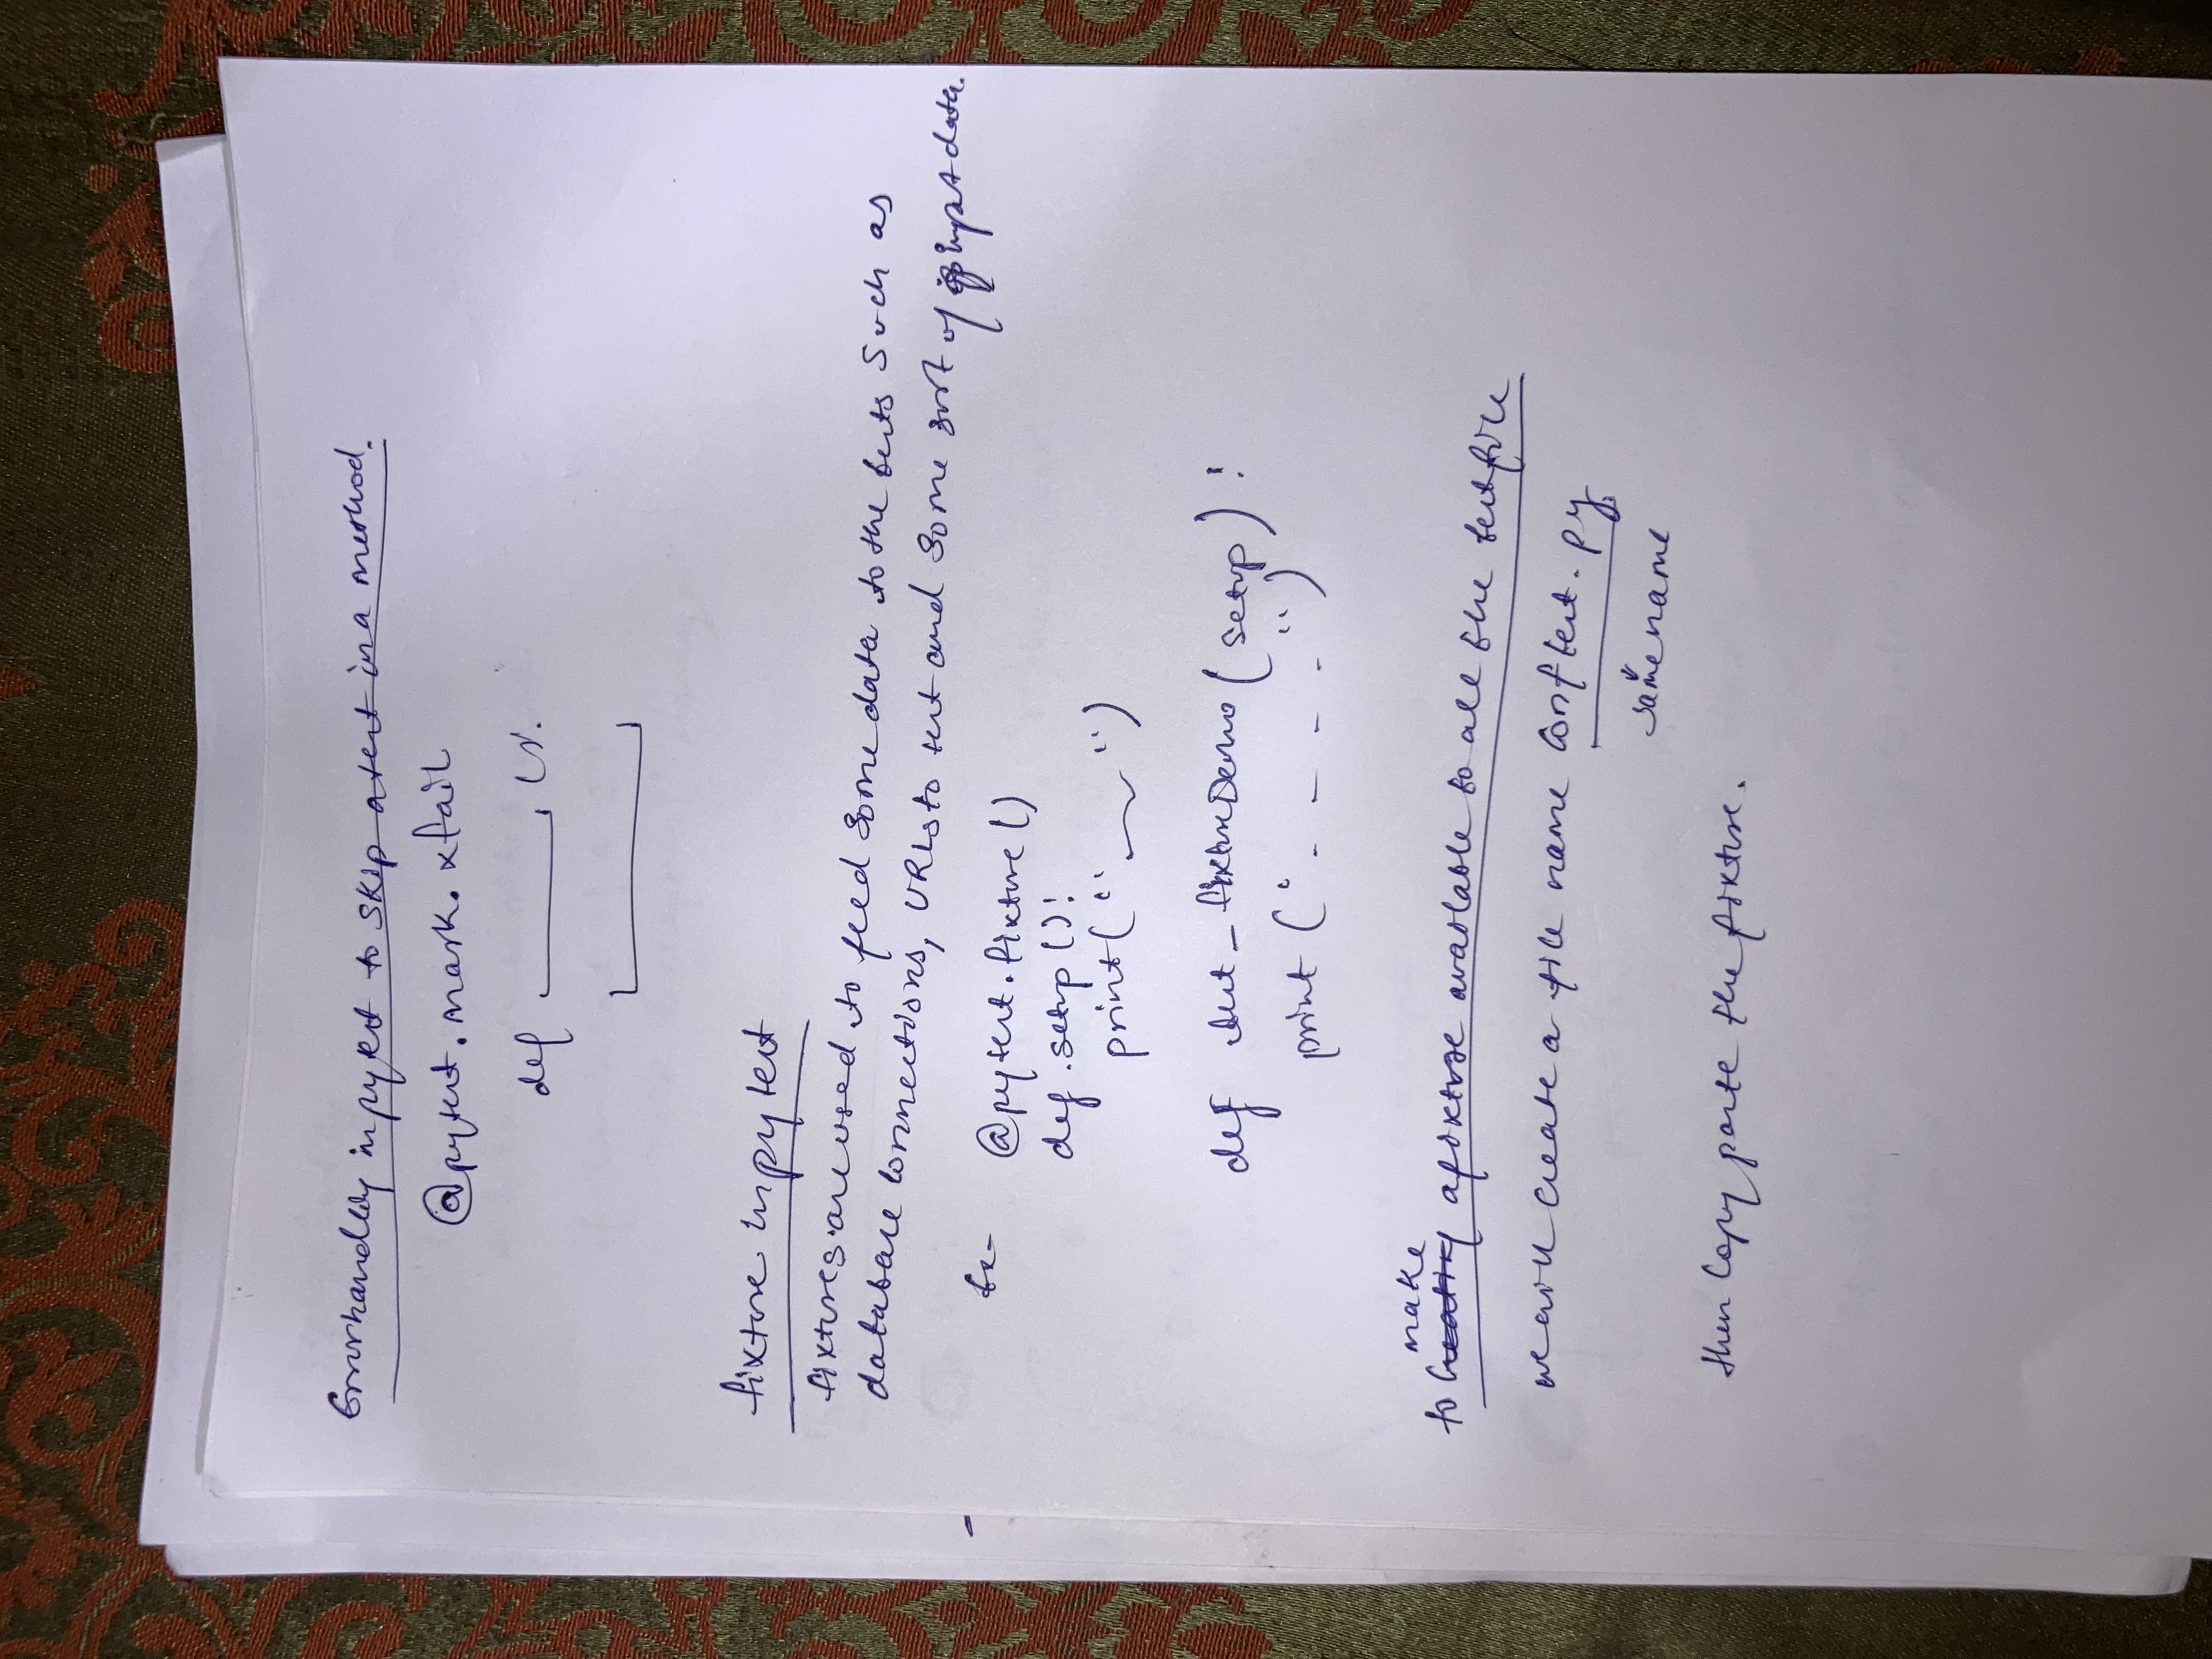 Errorhandling in pytest to skip a test in a method.
@pytest.mark.xfail
def ():
fixture in pytest
fixtures are used to feed some data to the tests such as
database connections, URLs to test and some sort of input data.
Ex-
@pytest.fixture()
def setup():
print(" ")
def test_fixtureDemo(setup):
print(" - - - - ")
make
to creating a fixture available to all the test file
we will create a file name conftest.py
same name
then copy paste the fixture.